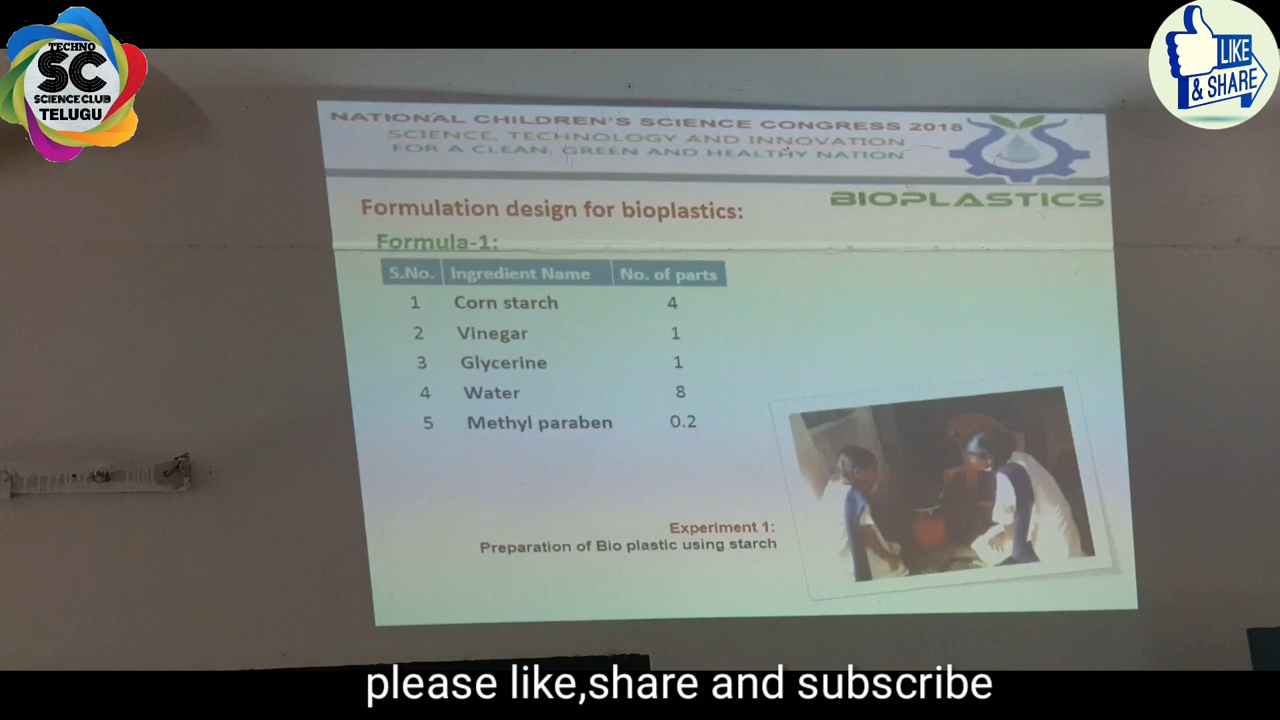 TECHNO
SC
SCIENCE CLUB
TELUGU
LIKE
& SHARE
NATIONAL CHILDREN'S SCIENCE CONGRESS 2018
SCIENCE, TECHNOLOGY AND INNOVATION
FOR A CLEAN, GREEN AND HEALTHY NATION
BIOPLASTICS
Formulation design for bioplastics:
Formula-1:
S.No. Ingredient Name No. of parts
1 Corn starch 4
2 Vinegar 1
3 Glycerine 1
4 Water 8
5 Methyl paraben 0.2
Experiment 1:
Preparation of Bio plastic using starch
please like,share and subscribe